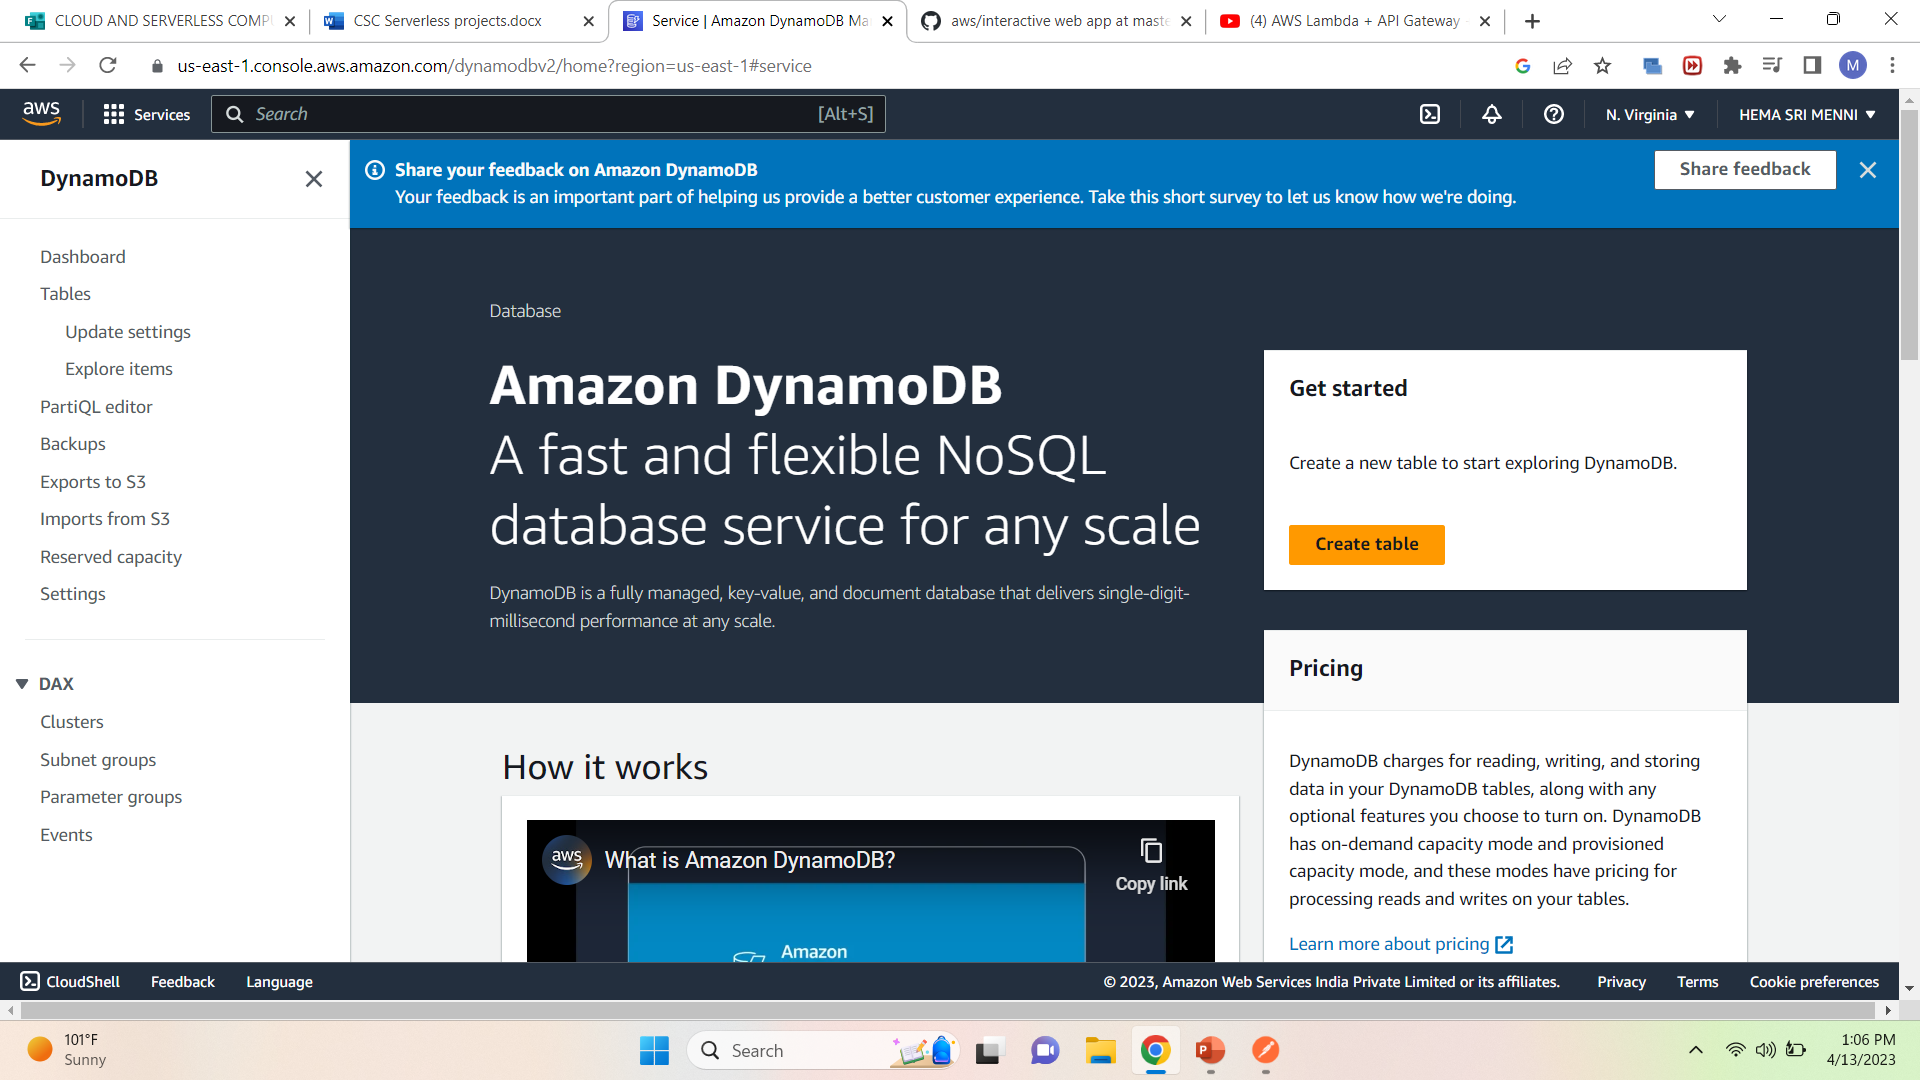 CLOUD AND SERVERLESS COMP
CSC Serverless projects.docx
Service | Amazon DynamoDB Ma
aws/interactive web app at maste
(4) AWS Lambda + API Gateway
us-east-1.console.aws.amazon.com/dynamodbv2/home?region=us-east-1#service
M
aws
Services
Search
[Alt+S]
N. Virginia
HEMA SRI MENNI
DynamoDB
Dashboard
Tables
Update settings
Explore items
PartiQL editor
Backups
Exports to S3
Imports from S3
Reserved capacity
Settings
DAX
Clusters
Subnet groups
Parameter groups
Events
Share your feedback on Amazon DynamoDB
Your feedback is an important part of helping us provide a better customer experience. Take this short survey to let us know how we're doing.
Share feedback
Database
Amazon DynamoDB
A fast and flexible NoSQL
database service for any scale
DynamoDB is a fully managed, key-value, and document database that delivers single-digit-
millisecond performance at any scale.
Get started
Create a new table to start exploring DynamoDB.
Create table
Pricing
DynamoDB charges for reading, writing, and storing
data in your DynamoDB tables, along with any
optional features you choose to turn on. DynamoDB
has on-demand capacity mode and provisioned
capacity mode, and these modes have pricing for
processing reads and writes on your tables.
Learn more about pricing
How it works
aws
What is Amazon DynamoDB?
Copy link
Amazon
CloudShell
Feedback
Language
© 2023, Amazon Web Services India Private Limited or its affiliates.
Privacy
Terms
Cookie preferences
101°F
Sunny
Search
1:06 PM
4/13/2023